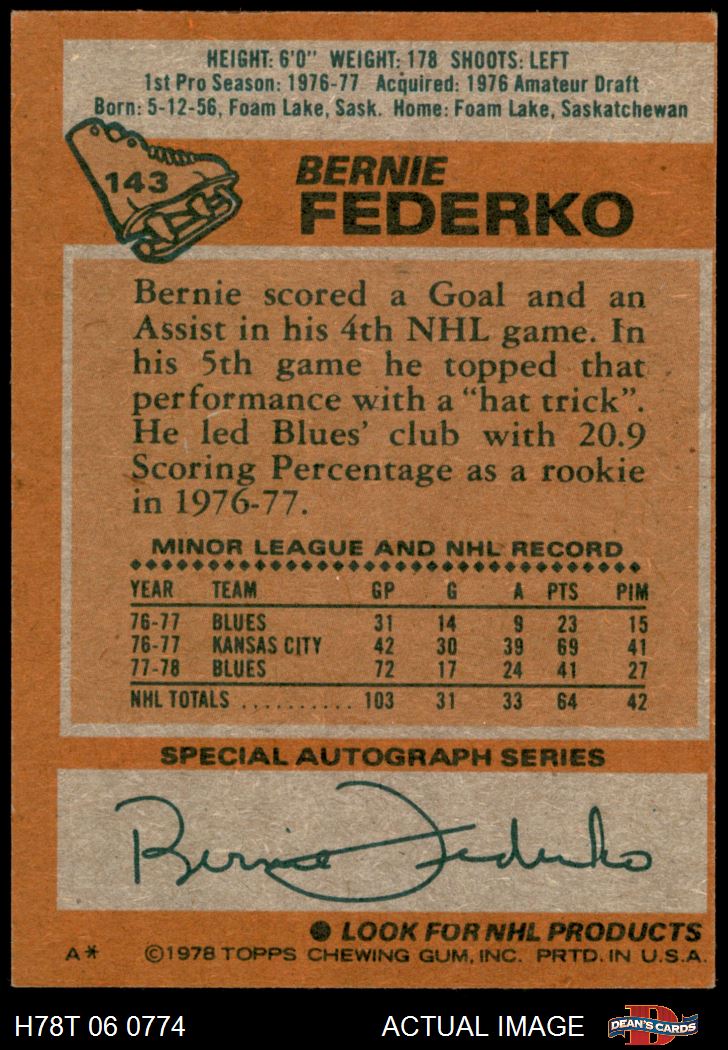 HEIGHT: 6'0" WEIGHT: 178 SHOOTS: LEFT
1st Pro Season: 1976-77 Acquired: 1976 Amateur Draft
Born: 5-12-56, Foam Lake, Sask. Home: Foam Lake, Saskatchewan
143
BERNIE
FEDERKO
Bernie scored a Goal and an
Assist in his 4th NHL game. In
his 5th game he topped that
performance with a “hat trick”.
He led Blues’ club with 20.9
Scoring Percentage as a rookie
in 1976-77.
MINOR LEAGUE AND NHL RECORD
YEAR TEAM GP G A PTS PIM
76-77 BLUES 31 14 9 23 15
76-77 KANSAS CITY 42 30 39 69 41
77-78 BLUES 72 17 24 41 27
NHL TOTALS .......... 103 31 33 64 42
SPECIAL AUTOGRAPH SERIES
Bernie Federko
● LOOK FOR NHL PRODUCTS
A* ©1978 TOPPS CHEWING GUM, INC. PRTD. IN U.S.A.
H78T 06 0774 ACTUAL IMAGE D DEAN'S CARDS